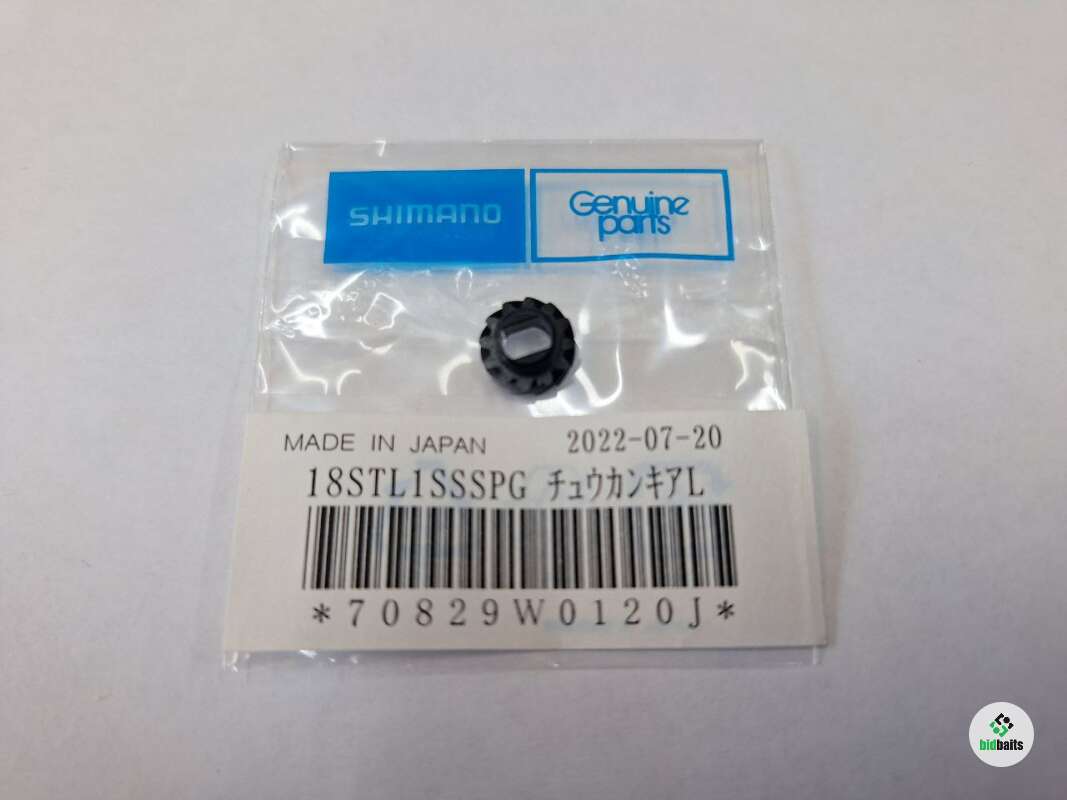 SHIMANO
Genuine
parts
MADE IN JAPAN 2022-07-20
18STL1SSSPG チュウカンキアL
*70829W0120J*
bidbaits